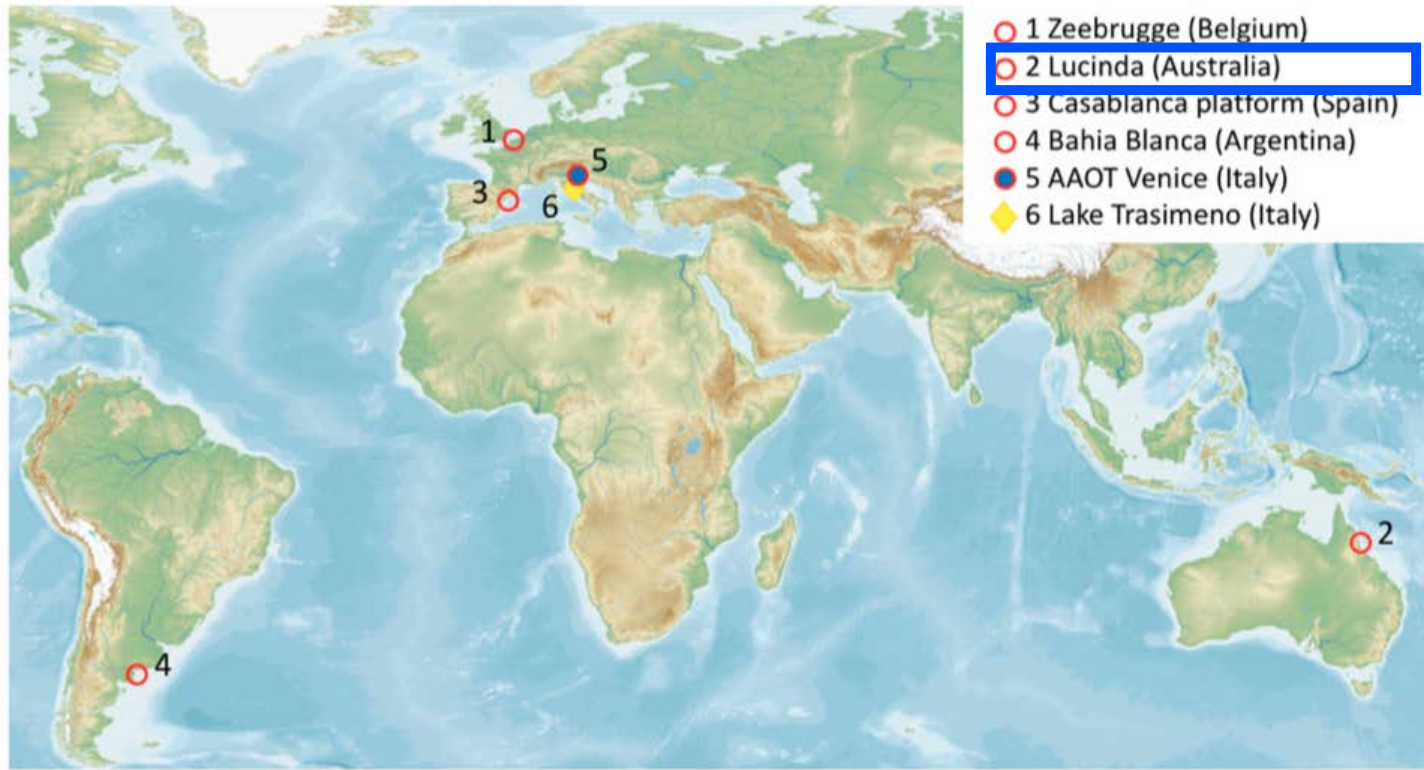 1 Zeebrugge (Belgium)
2 Lucinda (Australia)
3 Casablanca platform (Spain)
4 Bahia Blanca (Argentina)
5 AAOT Venice (Italy)
6 Lake Trasimeno (Italy)
1
5
3
6
2
4